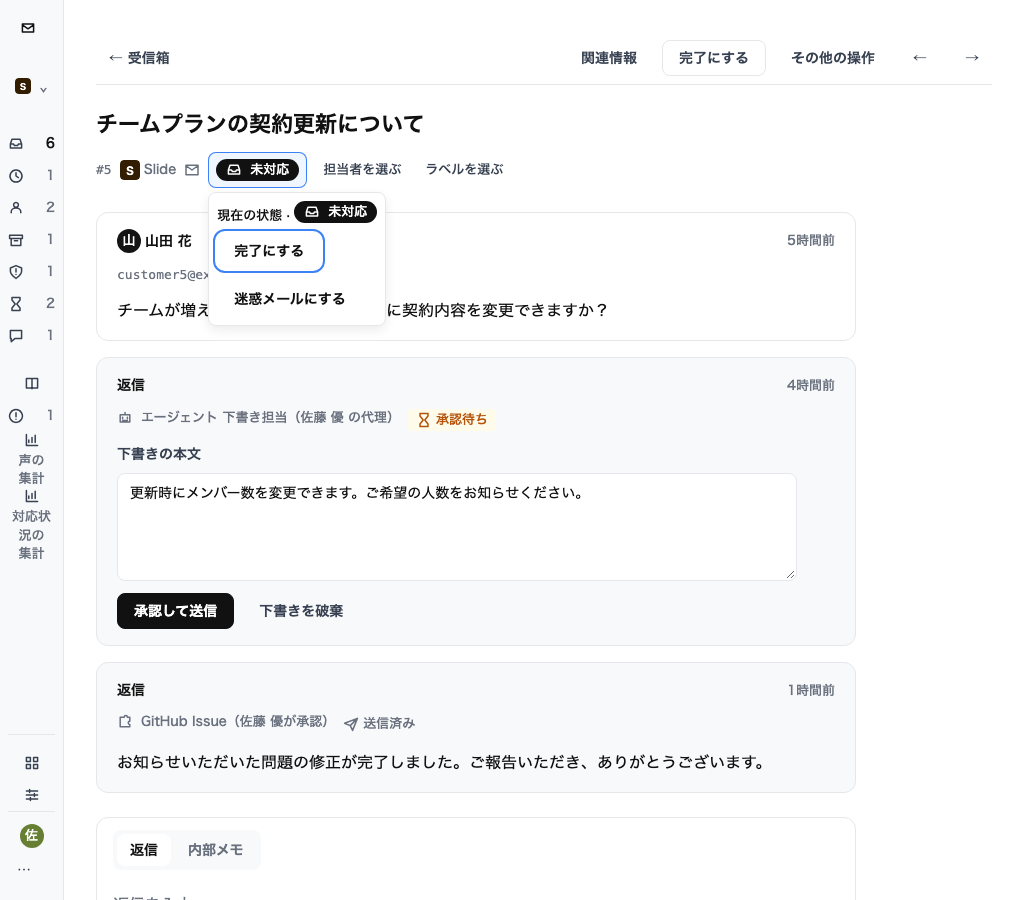 ← 受信箱
関連情報
完了にする
その他の操作
←
→
S
6
1
2
1
1
2
1
1
声の
集計
対応状
況の
集計
佐
…
チームプランの契約更新について
#5 S Slide 未対応 担当者を選ぶ ラベルを選ぶ
現在の状態 · 未対応
完了にする
迷惑メールにする
山 山田 花
5時間前
customer5@ex
チームが増え
に契約内容を変更できますか？
返信
4時間前
エージェント 下書き担当（佐藤 優 の代理） 承認待ち
下書きの本文
更新時にメンバー数を変更できます。ご希望の人数をお知らせください。
承認して送信 下書きを破棄
返信
1時間前
GitHub Issue（佐藤 優が承認） 送信済み
お知らせいただいた問題の修正が完了しました。ご報告いただき、ありがとうございます。
返信 内部メモ